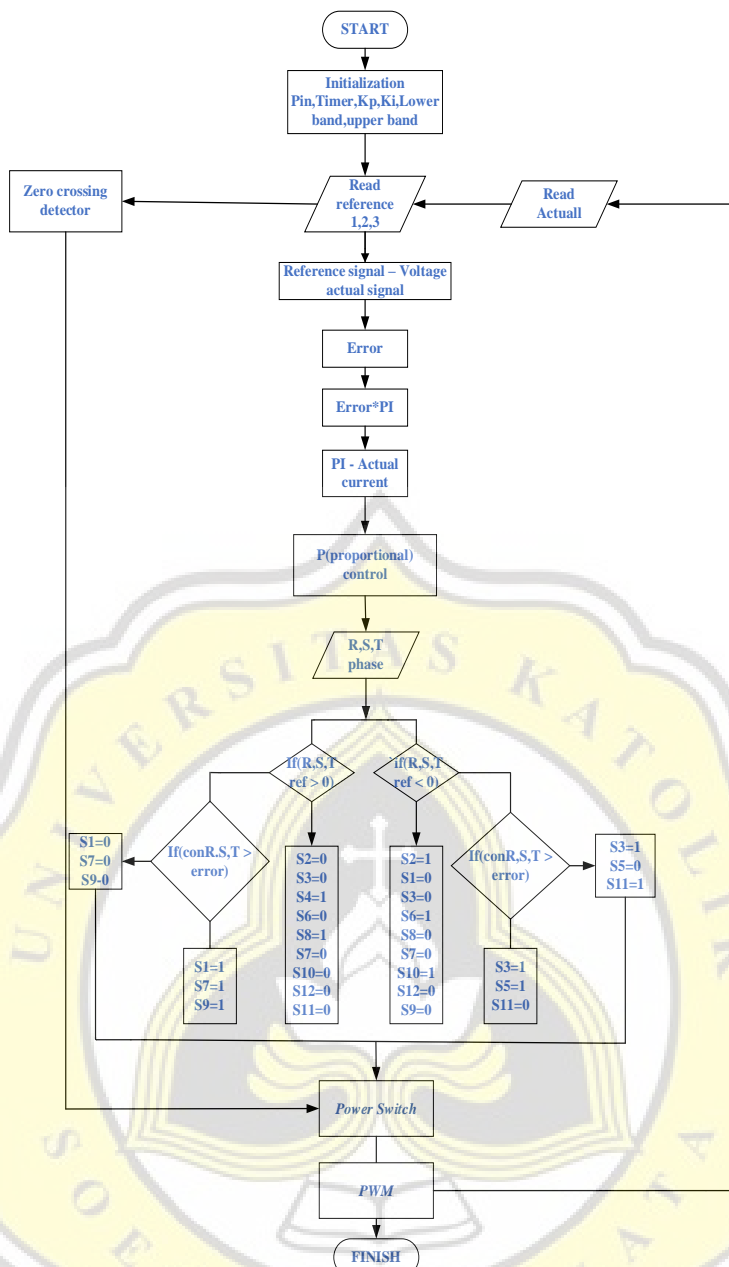 START
Initialization
Pin,Timer,Kp,Ki,Lower
band,upper band
Zero crossing
detector
Read
reference
1,2,3
Read
Actuall
Reference signal – Voltage
actual signal
Error
Error*PI
PI - Actual
current
P(proportional)
control
R,S,T
phase
If(R,S,T
ref > 0)
`if(R,S,T
ref < 0)
S1=0
S7=0
S9-0
If(conR.S,T >
error)
S2=0
S3=0
S4=1
S6=0
S8=1
S7=0
S10=0
S12=0
S11=0
S2=1
S1=0
S3=0
S6=1
S8=0
S7=0
S10=1
S12=0
S9=0
If(conR,S,T >
error)
S3=1
S5=0
S11=1
S1=1
S7=1
S9=1
S3=1
S5=1
S11=0
Power Switch
PWM
FINISH
UNIVERSITAS KATOLIK
SOE
ATA